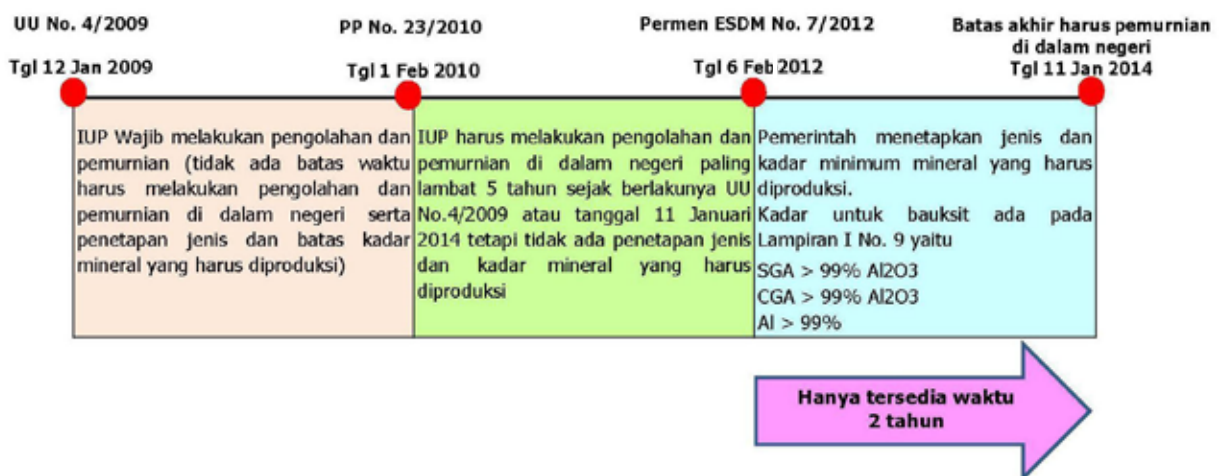 UU No. 4/2009
PP No. 23/2010
Permen ESDM No. 7/2012
Batas akhir harus pemurnian
di dalam negeri
Tgl 12 Jan 2009
Tgl 1 Feb 2010
Tgl 6 Feb 2012
Tgl 11 Jan 2014
IUP Wajib melakukan pengolahan dan
pemurnian (tidak ada batas waktu
harus melakukan pengolahan dan
pemurnian di dalam negeri serta
penetapan jenis dan batas kadar
mineral yang harus diproduksi)
IUP harus melakukan pengolahan dan
pemurnian di dalam negeri paling
lambat 5 tahun sejak berlakunya UU
No.4/2009 atau tanggal 11 Januari
2014 tetapi tidak ada penetapan jenis
dan kadar mineral yang harus
diproduksi
Pemerintah menetapkan jenis dan
kadar minimum mineral yang harus
diproduksi.
Kadar untuk bauksit ada pada
Lampiran I No. 9 yaitu
SGA > 99% Al2O3
CGA > 99% Al2O3
Al > 99%
Hanya tersedia waktu
2 tahun